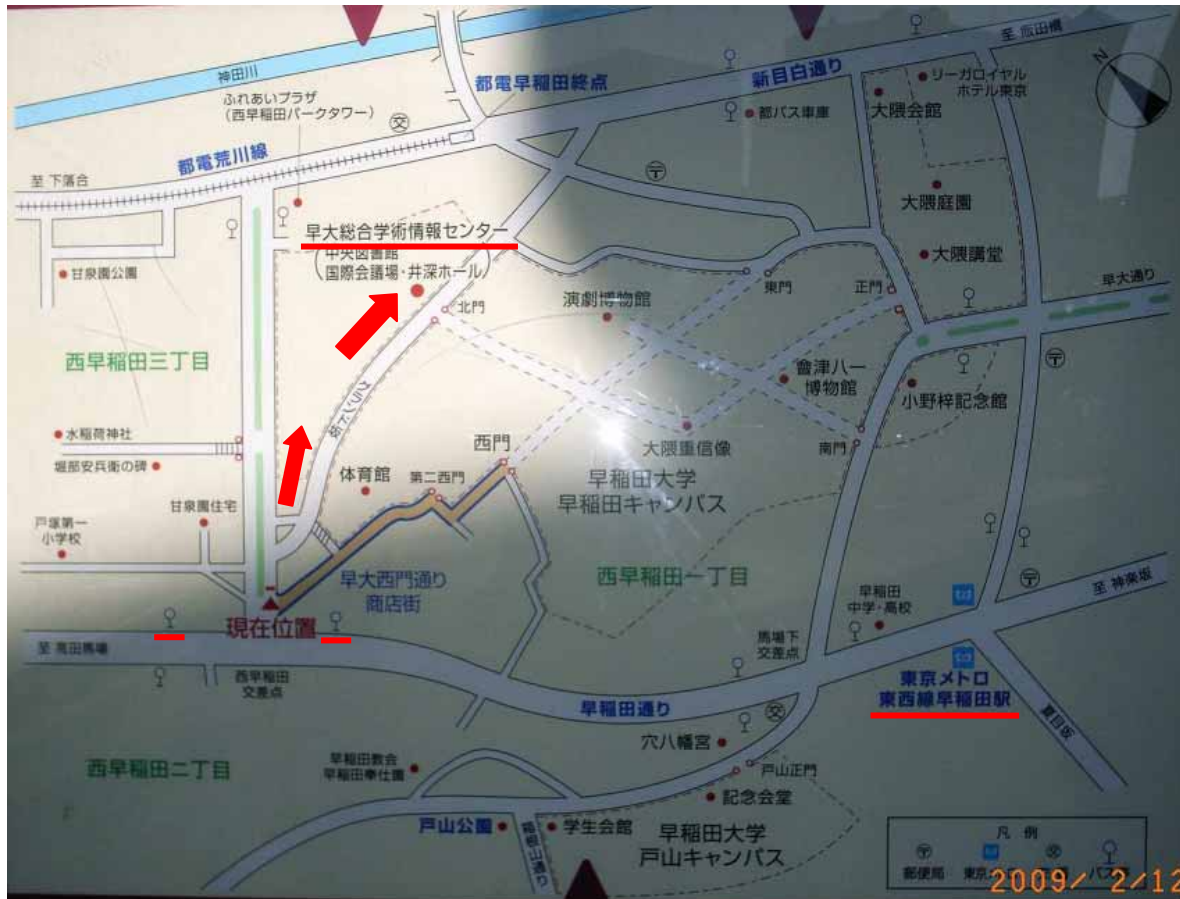 至 飯田橋
神田川
新目白通り
リーガロイヤル
ホテル東京
ふれあいプラザ
(西早稲田パークタワー)
都電早稲田終点
都バス車庫
大隈会館
都電荒川線
至 下落合
大隈庭園
早大総合学術情報センター
中央図書館
国際会議場・井深ホール
甘泉園公園
大隈講堂
早大通り
東門
正門
北門
演劇博物館
西早稲田三丁目
會津八一
博物館
小野梓記念館
グランド坂
水稲荷神社
堀部安兵衛の碑
西門
大隈重信像
南門
体育館
第二西門
早稲田大学
早稲田キャンパス
甘泉園住宅
戸塚第一
小学校
早大西門通り
商店街
西早稲田一丁目
早稲田
中学・高校
至 神楽坂
現在位置
至 高田馬場
馬場下
交差点
西早稲田
交差点
東京メトロ
東西線早稲田駅
早稲田通り
夏目坂
穴八幡宮
西早稲田二丁目
早稲田教会
早稲田奉仕園
戸山正門
記念会堂
戸山公園
箱根山通り
学生会館
早稲田大学
戸山キャンパス
凡 例
郵便局
2009/ 2/12